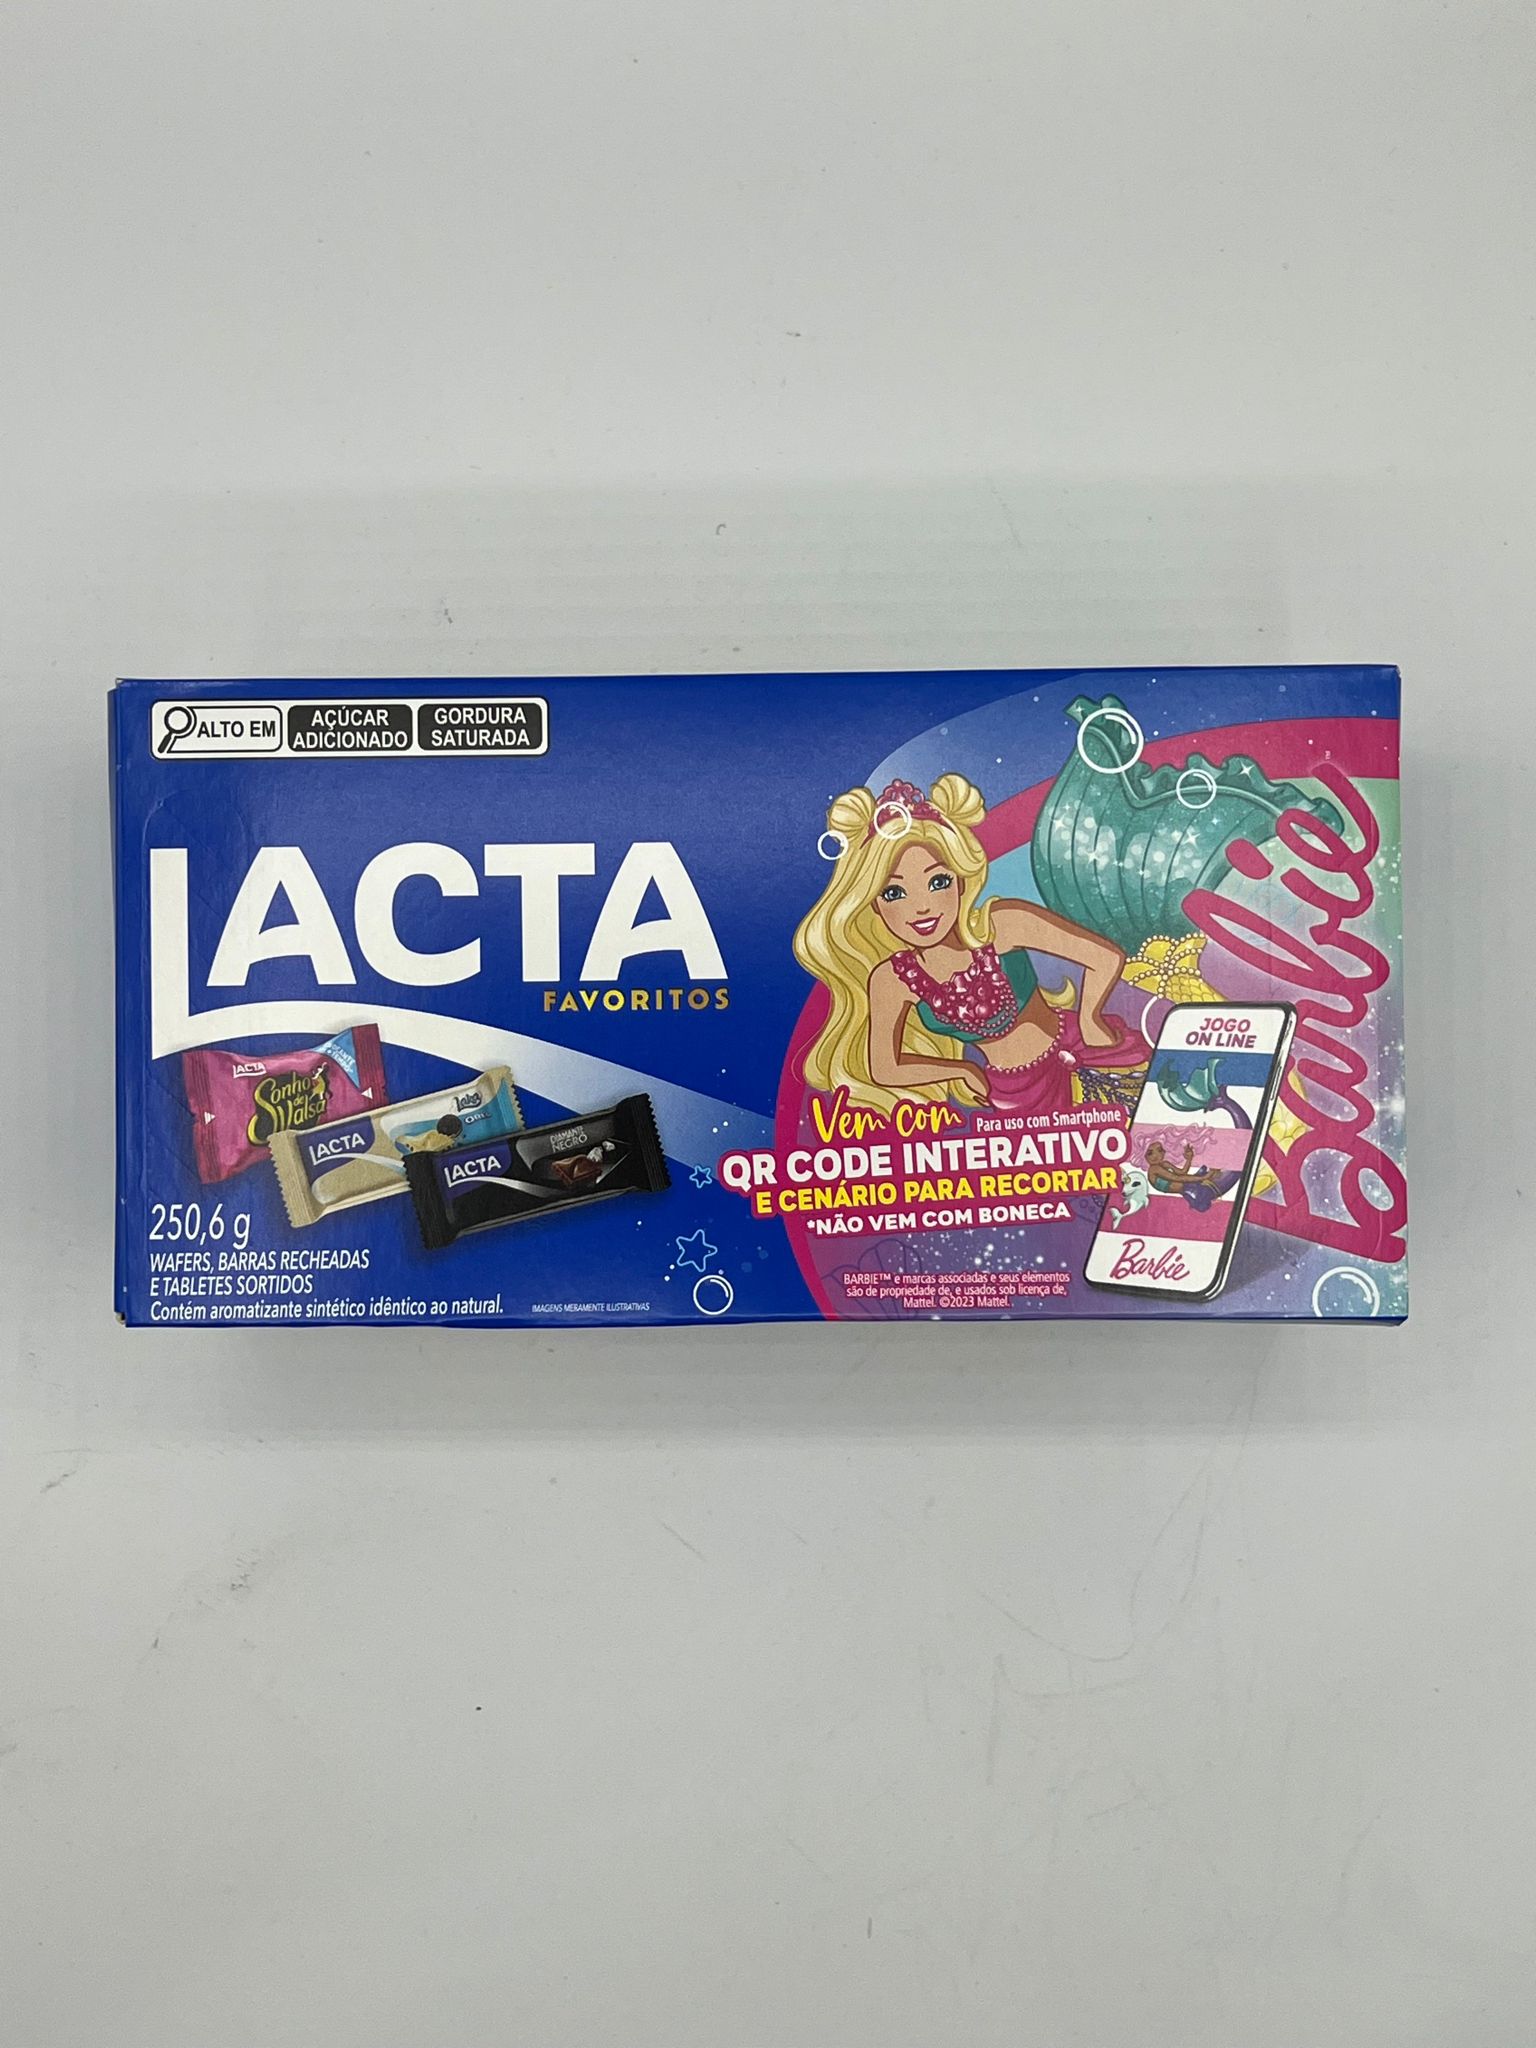 ALTO EM
AÇÚCAR
ADICIONADO
GORDURA
SATURADA
LACTA
FAVORITOS
LACTA
Sonho
de
Valsa
LACTA
Laka
LACTA
DIAMANTE
NEGRO
250,6 g
WAFERS, BARRAS RECHEADAS
E TABLETES SORTIDOS
Contém aromatizante sintético idêntico ao natural.
IMAGENS MERAMENTE ILUSTRATIVAS
Barbie
Vem com Para uso com Smartphone
QR CODE INTERATIVO
E CENÁRIO PARA RECORTAR
*NÃO VEM COM BONECA
BARBIE™ e marcas associadas e seus elementos
são de propriedade de, e usados sob licença de,
Mattel. ©2023 Mattel.
JOGO
ON LINE
Barbie